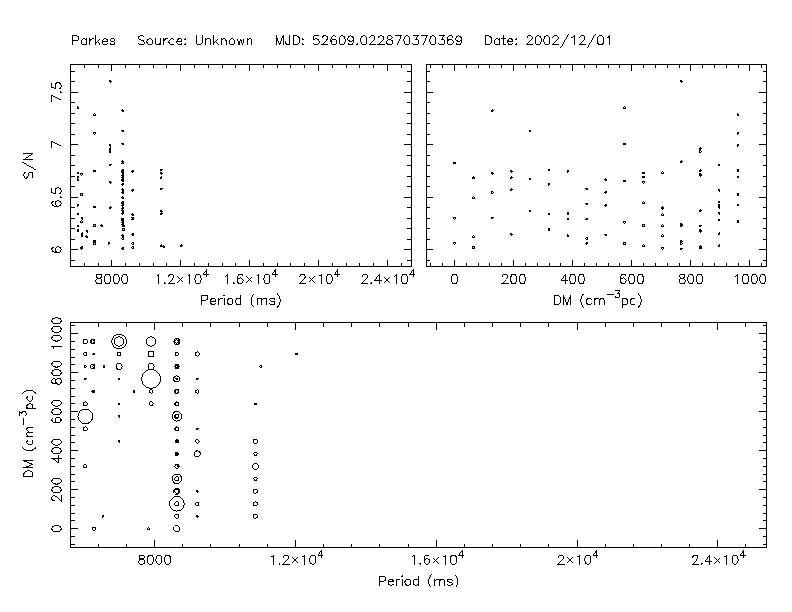 Parkes Source: Unknown MJD: 52609.022870370369 Date: 2002/12/01
S/N
6 6.5 7 7.5
8000 1.2×10⁴ 1.6×10⁴ 2×10⁴ 2.4×10⁴
Period (ms)
0 200 400 600 800 1000
DM (cm⁻³pc)
DM (cm⁻³pc)
0 200 400 600 800 1000
8000 1.2×10⁴ 1.6×10⁴ 2×10⁴ 2.4×10⁴
Period (ms)